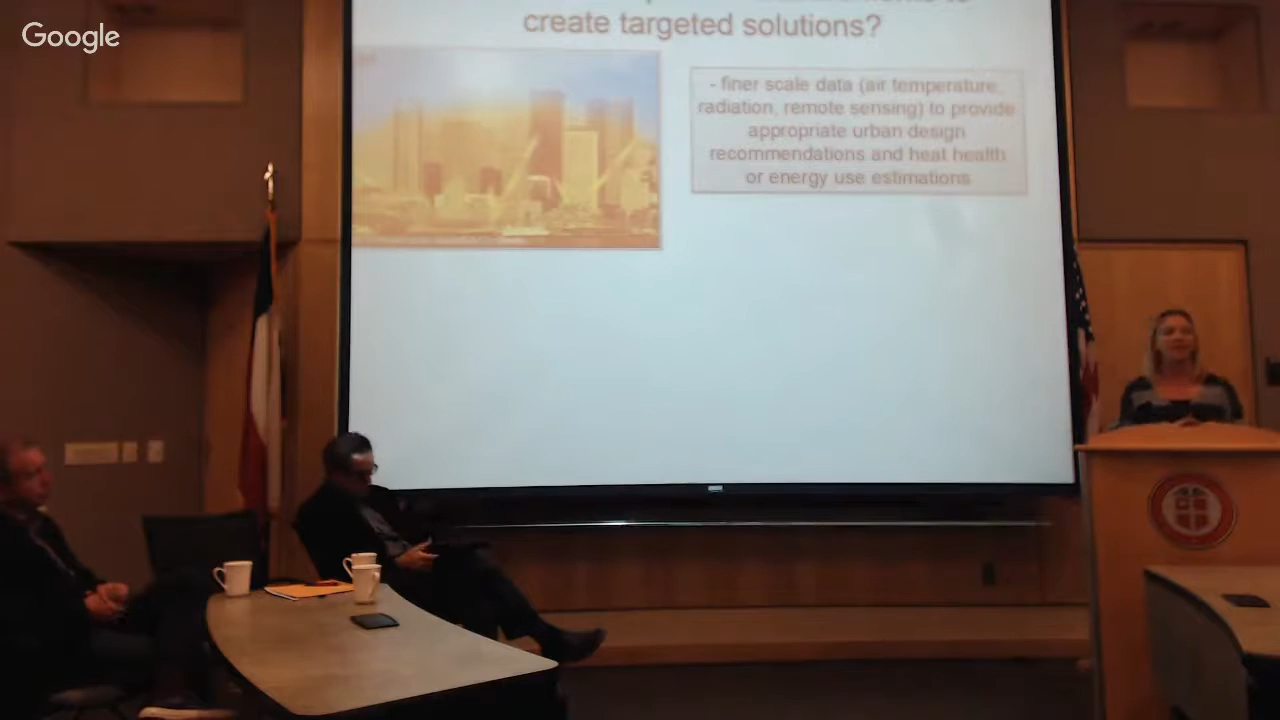 Google
create targeted solutions?
- finer scale data (air temperature,
radiation, remote sensing) to provide
appropriate urban design
recommendations and heat health
or energy use estimations